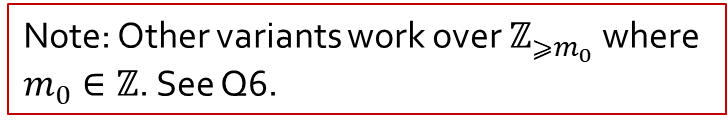 Note: Other variants work over ℤ⩾𝑚₀ where
𝑚₀ ∈ ℤ. See Q6.